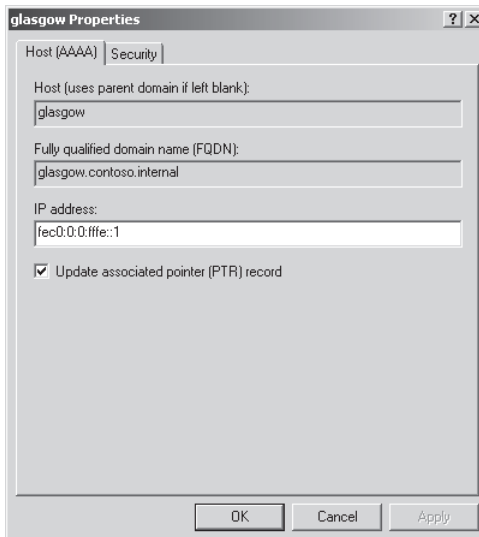 glasgow Properties
Host (AAAA) Security
Host (uses parent domain if left blank):
glasgow
Fully qualified domain name (FQDN):
glasgow.contoso.internal
IP address:
fec0:0:0:fffe::1
Update associated pointer (PTR) record
OK Cancel Apply